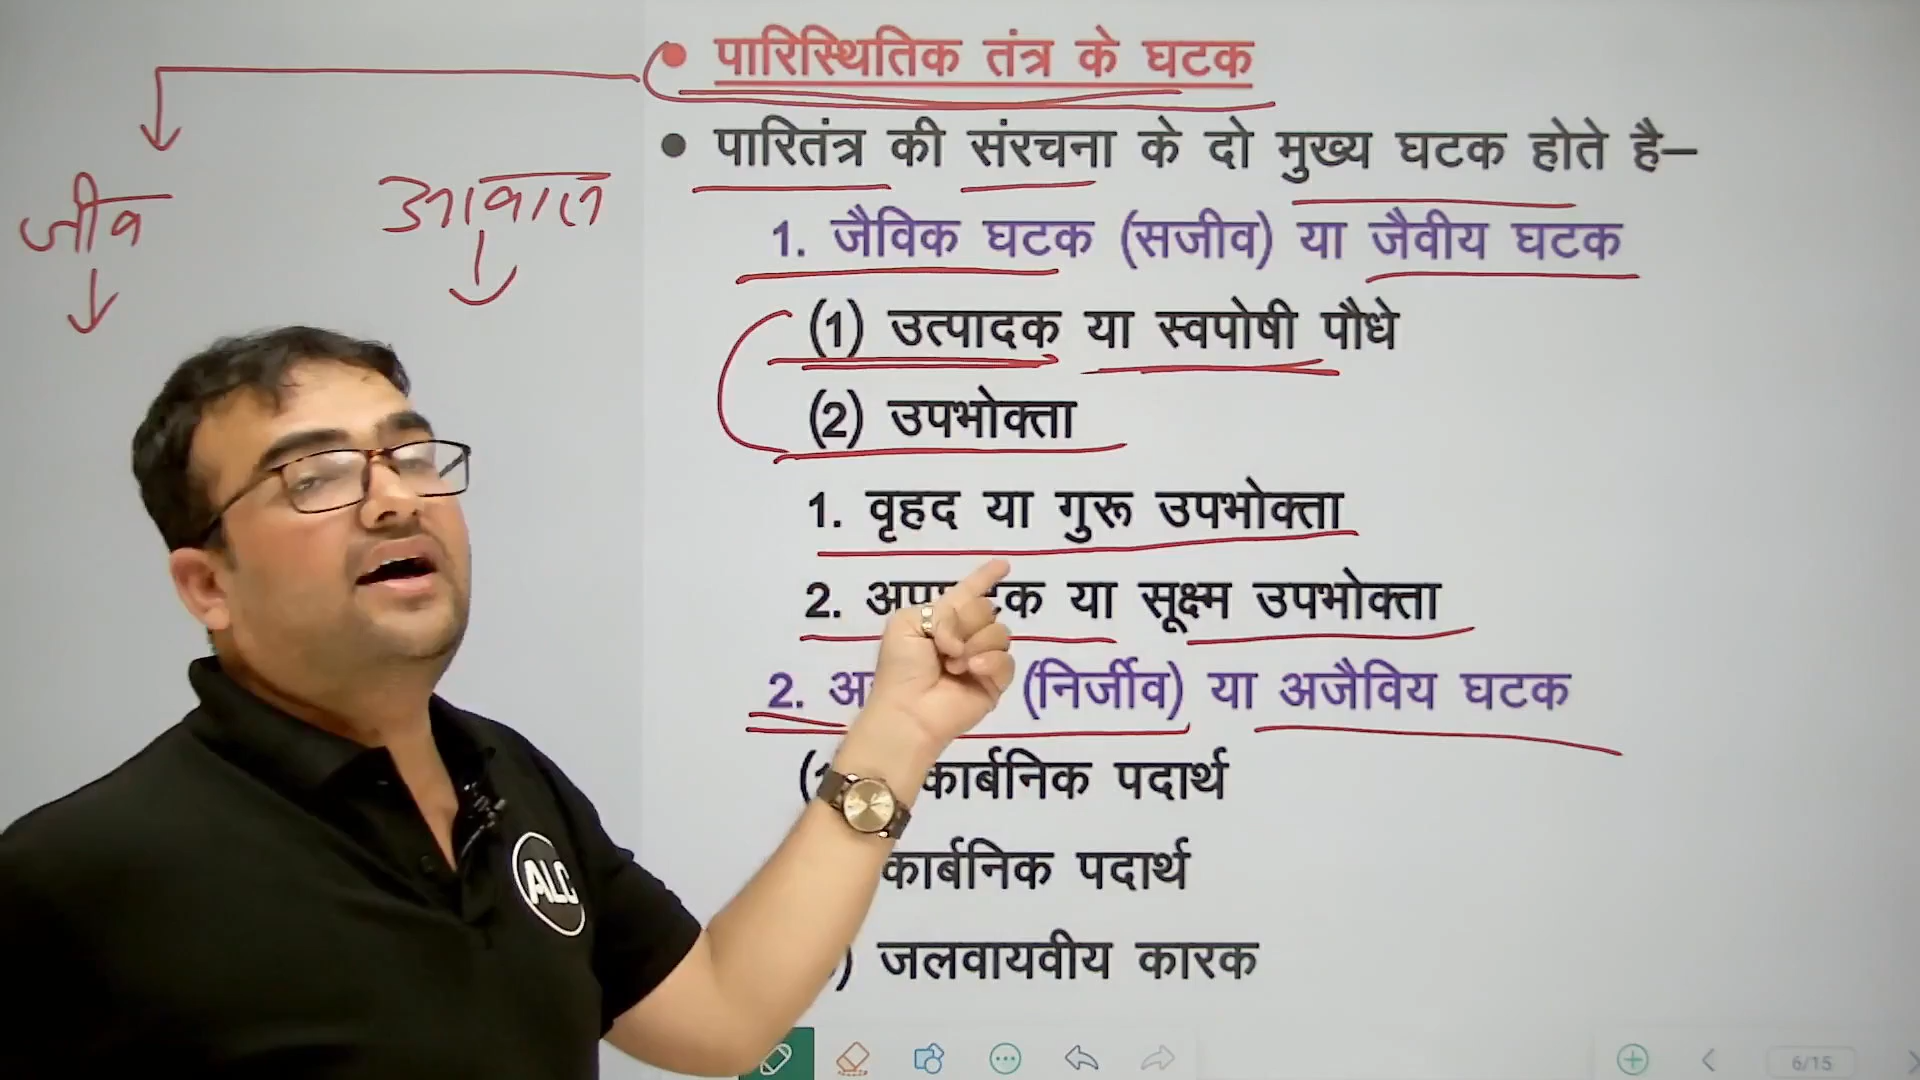 • पारिस्थितिक तंत्र के घटक
• पारितंत्र की संरचना के दो मुख्य घटक होते है–
1. जैविक घटक (सजीव) या जैवीय घटक
(1) उत्पादक या स्वपोषी पौधे
(2) उपभोक्ता
1. वृहद या गुरू उपभोक्ता
2. या सूक्ष्म उपभोक्ता
2. (निर्जीव) या अजैविय घटक
कार्बनिक पदार्थ
कार्बनिक पदार्थ
जलवायवीय कारक
जीव
आवास
ALC
6/15